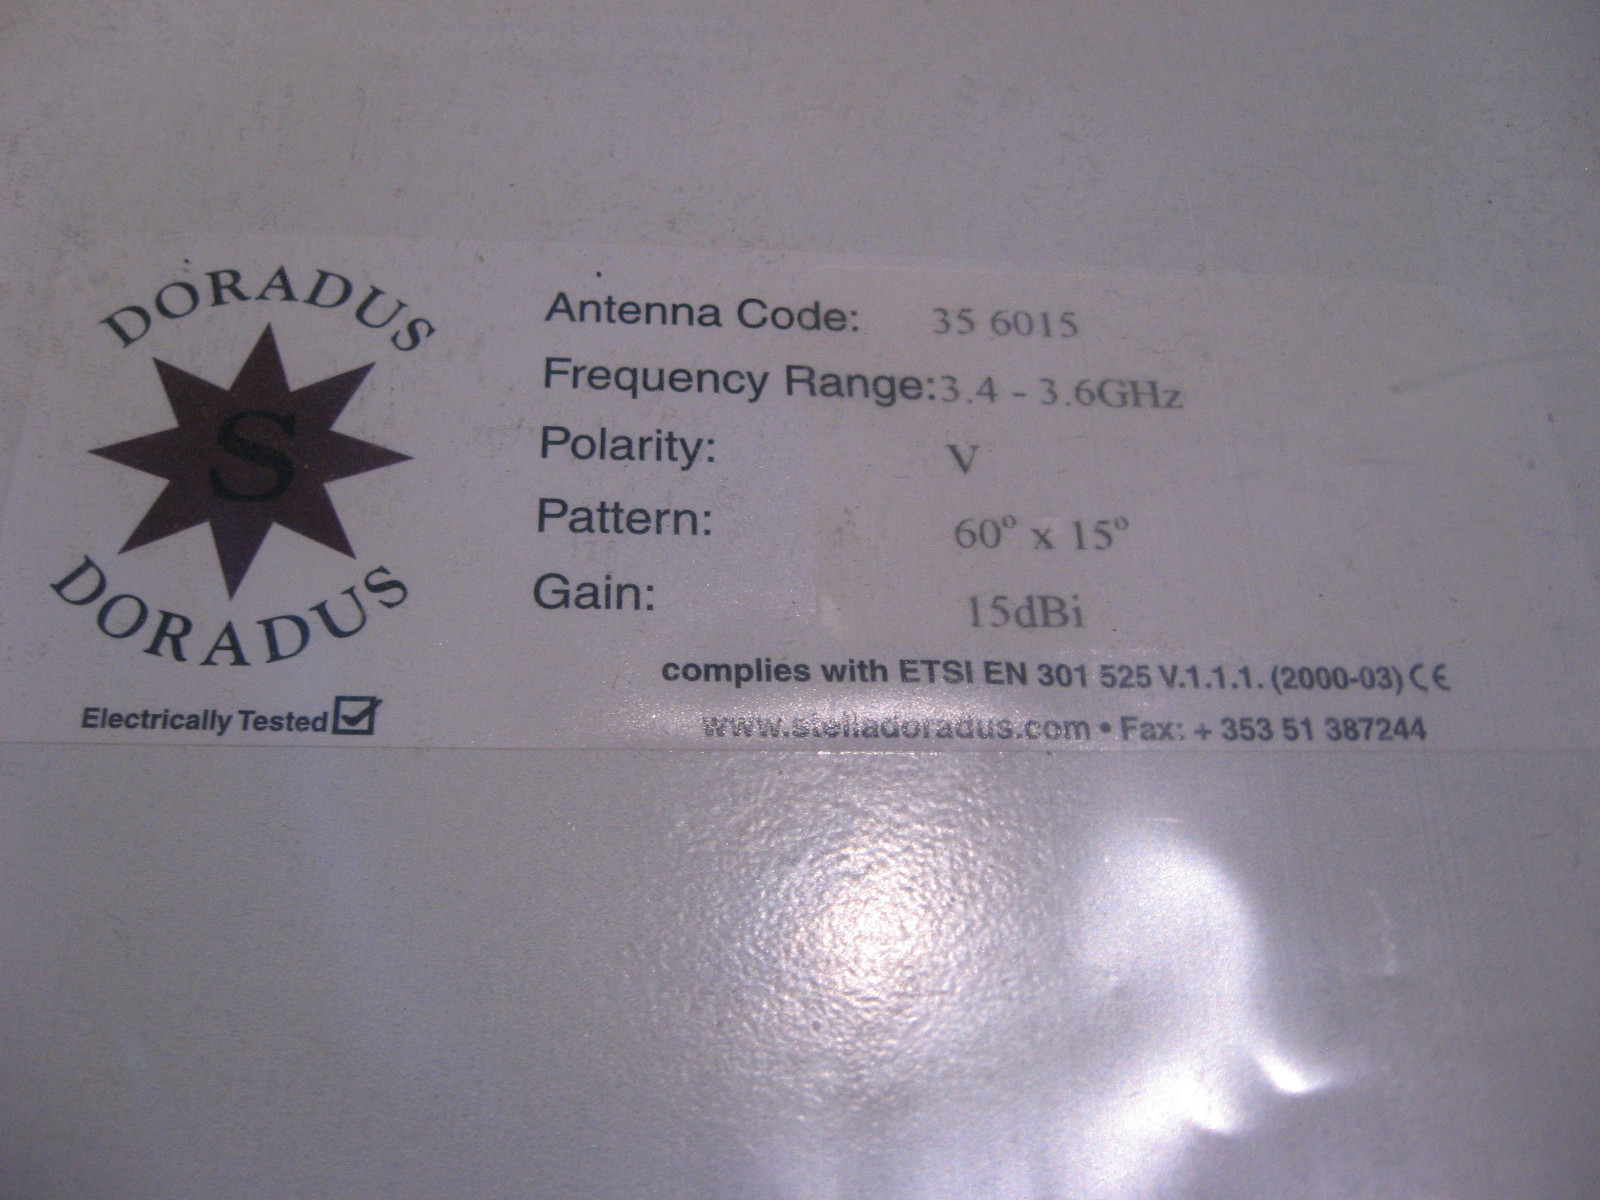 DORADUS
S
DORADUS
Electrically Tested
Antenna Code: 35 6015
Frequency Range:3.4 - 3.6GHz
Polarity: V
Pattern: 60° x 15°
Gain: 15dBi
complies with ETSI EN 301 525 V.1.1.1. (2000-03) CE
www.stelladoradus.com • Fax: + 353 51 387244